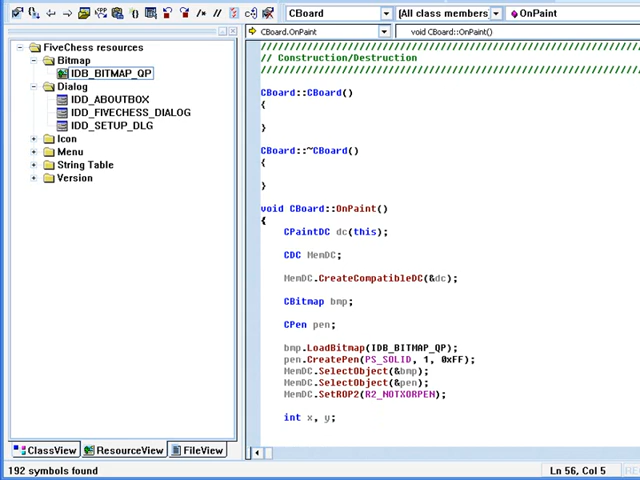 CBoard [All class members] OnPaint
CBoard.OnPaint void CBoard::OnPaint()
FiveChess resources
Bitmap
IDB_BITMAP_QP
Dialog
IDD_ABOUTBOX
IDD_FIVECHESS_DIALOG
IDD_SETUP_DLG
Icon
Menu
String Table
Version
// Construction/Destruction
CBoard::CBoard()
{
}
CBoard::~CBoard()
{
}
void CBoard::OnPaint()
{
CPaintDC dc(this);
CDC MemDC;
MemDC.CreateCompatibleDC(&dc);
CBitmap bmp;
CPen pen;
bmp.LoadBitmap(IDB_BITMAP_QP);
pen.CreatePen(PS_SOLID, 1, 0xFF);
MemDC.SelectObject(&bmp);
MemDC.SelectObject(&pen);
MemDC.SetROP2(R2_NOTXORPEN);
int x, y;
ClassView ResourceView FileView
192 symbols found Ln 56, Col 5